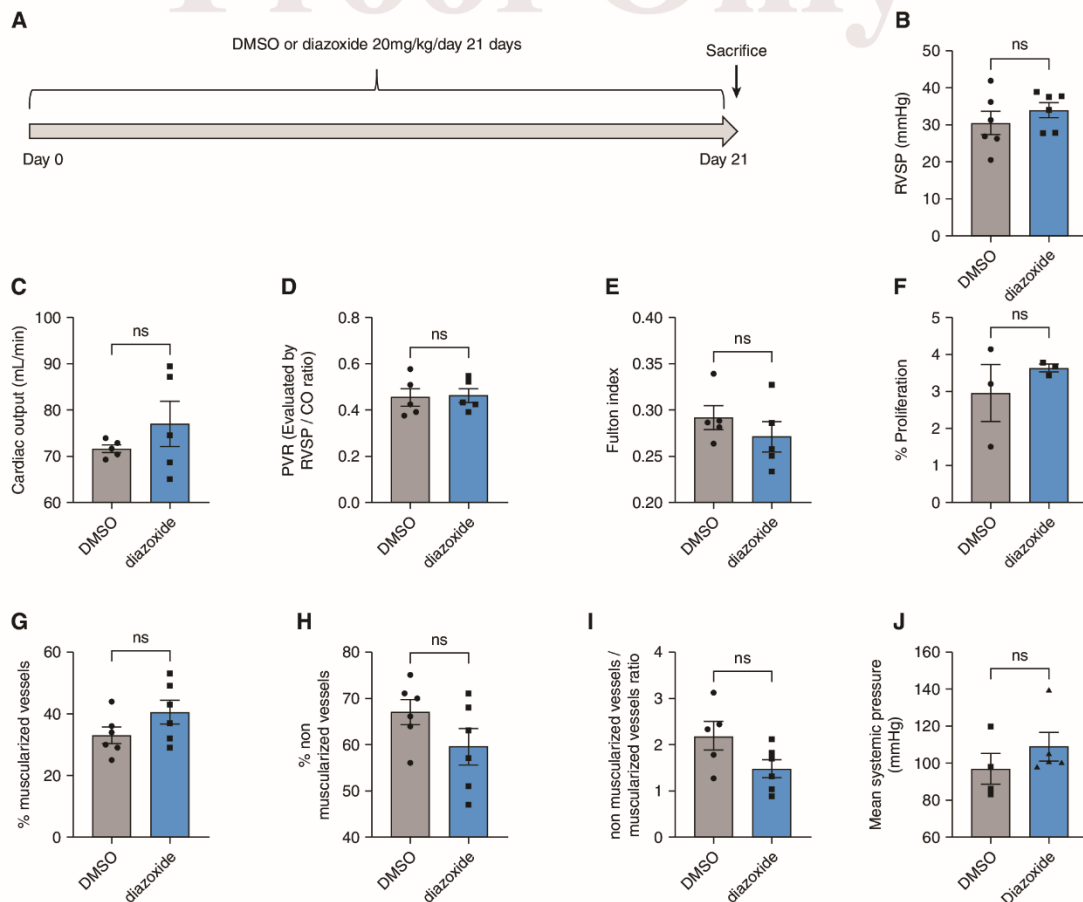 Proof Only
A
DMSO or diazoxide 20mg/kg/day 21 days
Sacrifice
Day 0
Day 21
B
ns
RVSP (mmHg)
50
40
30
20
10
0
DMSO
diazoxide
C
ns
Cardiac output (mL/min)
100
90
80
70
60
DMSO
diazoxide
D
ns
PVR (Evaluated by
RVSP / CO ratio)
0.8
0.6
0.4
0.2
0.0
DMSO
diazoxide
E
ns
Fulton index
0.40
0.35
0.30
0.25
0.20
DMSO
diazoxide
F
ns
% Proliferation
5
4
3
2
1
0
DMSO
diazoxide
G
ns
% muscularized vessels
60
40
20
0
DMSO
diazoxide
H
ns
% non
muscularized vessels
80
70
60
50
40
DMSO
diazoxide
I
ns
non muscularized vessels /
muscularized vessels ratio
4
3
2
1
0
DMSO
diazoxide
J
ns
Mean systemic pressure
(mmHg)
160
140
120
100
80
60
DMSO
Diazoxide